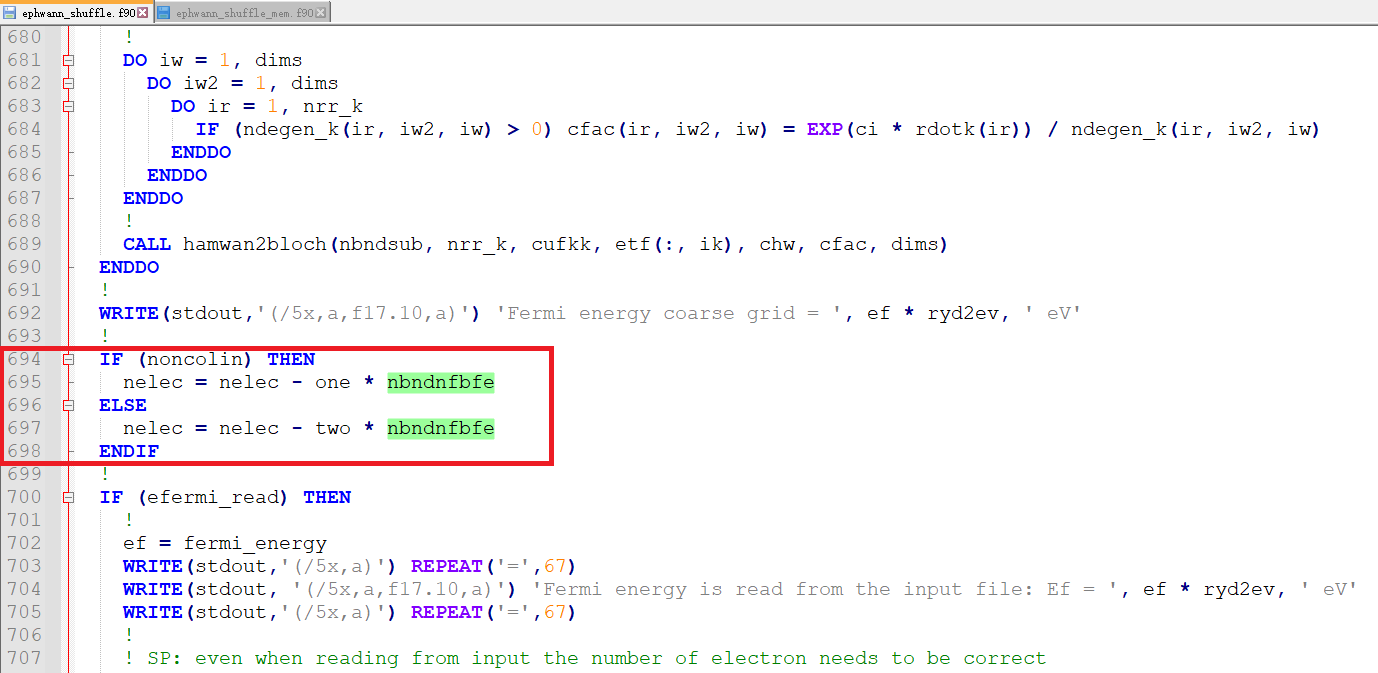 ephwann_shuffle.f90 ephwann_shuffle_mem.f90
680 !
681 DO iw = 1, dims
682 DO iw2 = 1, dims
683 DO ir = 1, nrr_k
684 IF (ndegen_k(ir, iw2, iw) > 0) cfac(ir, iw2, iw) = EXP(ci * rdotk(ir)) / ndegen_k(ir, iw2, iw)
685 ENDDO
686 ENDDO
687 ENDDO
688 !
689 CALL hamwan2bloch(nbndsub, nrr_k, cufkk, etf(:, ik), chw, cfac, dims)
690 ENDDO
691 !
692 WRITE(stdout,'(/5x,a,f17.10,a)') 'Fermi energy coarse grid = ', ef * ryd2ev, ' eV'
693 !
694 IF (noncolin) THEN
695 nelec = nelec - one * nbndnfbfe
696 ELSE
697 nelec = nelec - two * nbndnfbfe
698 ENDIF
699 !
700 IF (efermi_read) THEN
701 !
702 ef = fermi_energy
703 WRITE(stdout,'(/5x,a)') REPEAT('=',67)
704 WRITE(stdout, '(/5x,a,f17.10,a)') 'Fermi energy is read from the input file: Ef = ', ef * ryd2ev, ' eV'
705 WRITE(stdout,'(/5x,a)') REPEAT('=',67)
706 !
707 ! SP: even when reading from input the number of electron needs to be correct